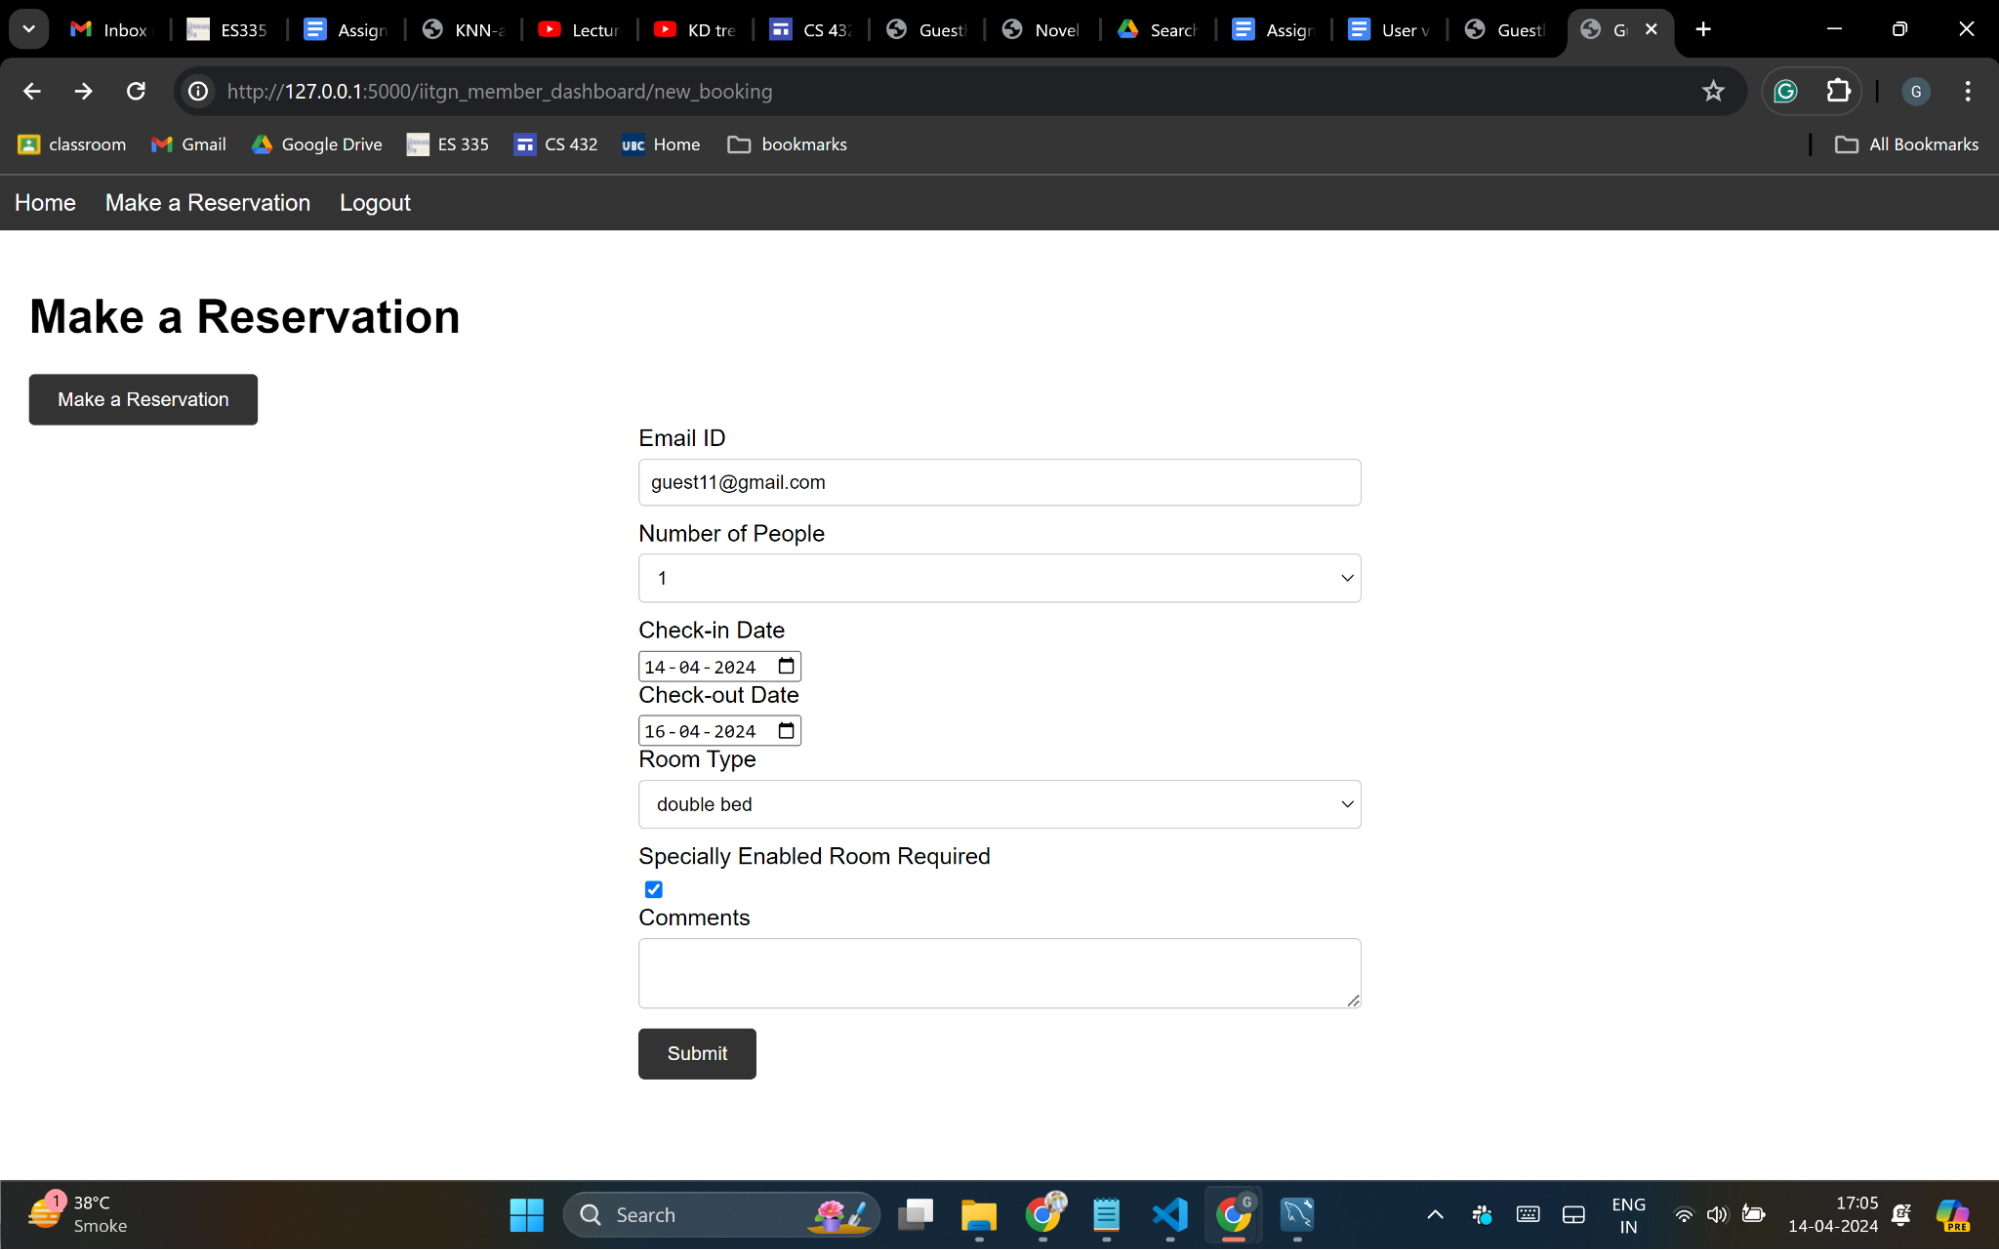 Inbox ES335 Assign KNN-a Lectur KD tre CS 432 Guest Novel Search Assign User v Guest G
http://127.0.0.1:5000/iitgn_member_dashboard/new_booking G
classroom Gmail Google Drive ES 335 CS 432 UBC Home bookmarks All Bookmarks
Home Make a Reservation Logout
Make a Reservation
Make a Reservation
Email ID
guest11@gmail.com
Number of People
1
Check-in Date
14-04-2024
Check-out Date
16-04-2024
Room Type
double bed
Specially Enabled Room Required
Comments
Submit
1 38°C
Smoke
Search
G
ENG
IN
17:05
14-04-2024
PRE